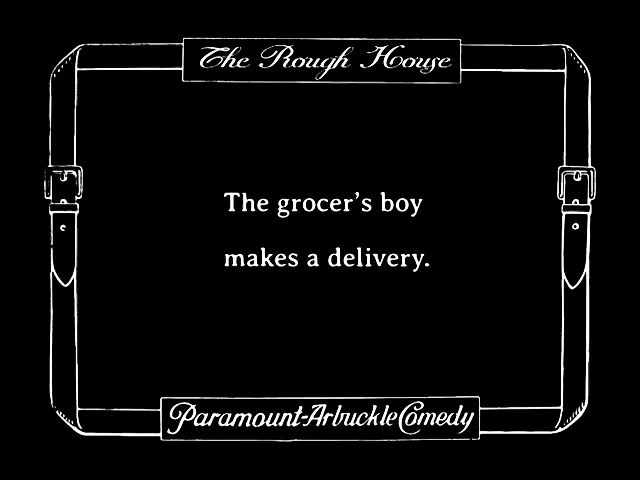 The Rough House
The grocer's boy
makes a delivery.
Paramount-Arbuckle Comedy